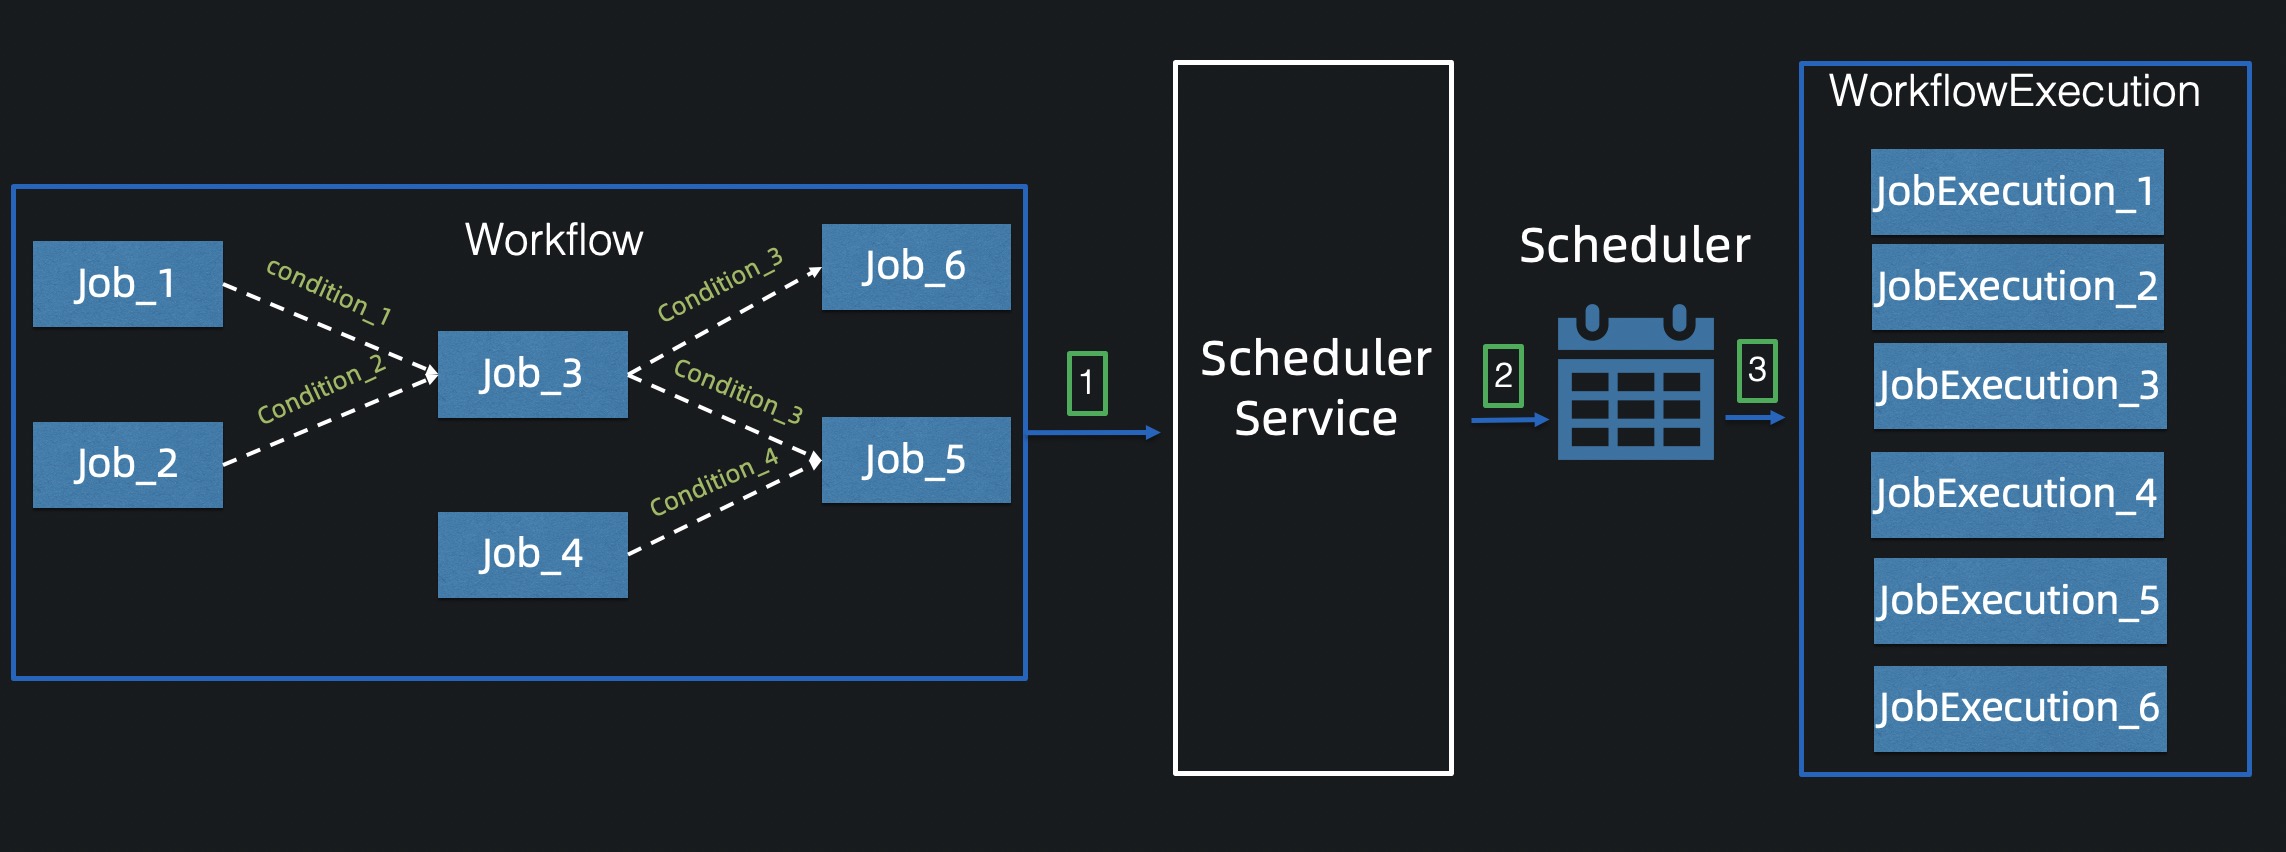 Workflow
Job_1
condition_1
Condition_2
Job_2
Job_3
Condition_3
Condition_3
Condition_4
Job_4
Job_6
Job_5
1
Scheduler
Service
2
Scheduler
3
WorkflowExecution
JobExecution_1
JobExecution_2
JobExecution_3
JobExecution_4
JobExecution_5
JobExecution_6